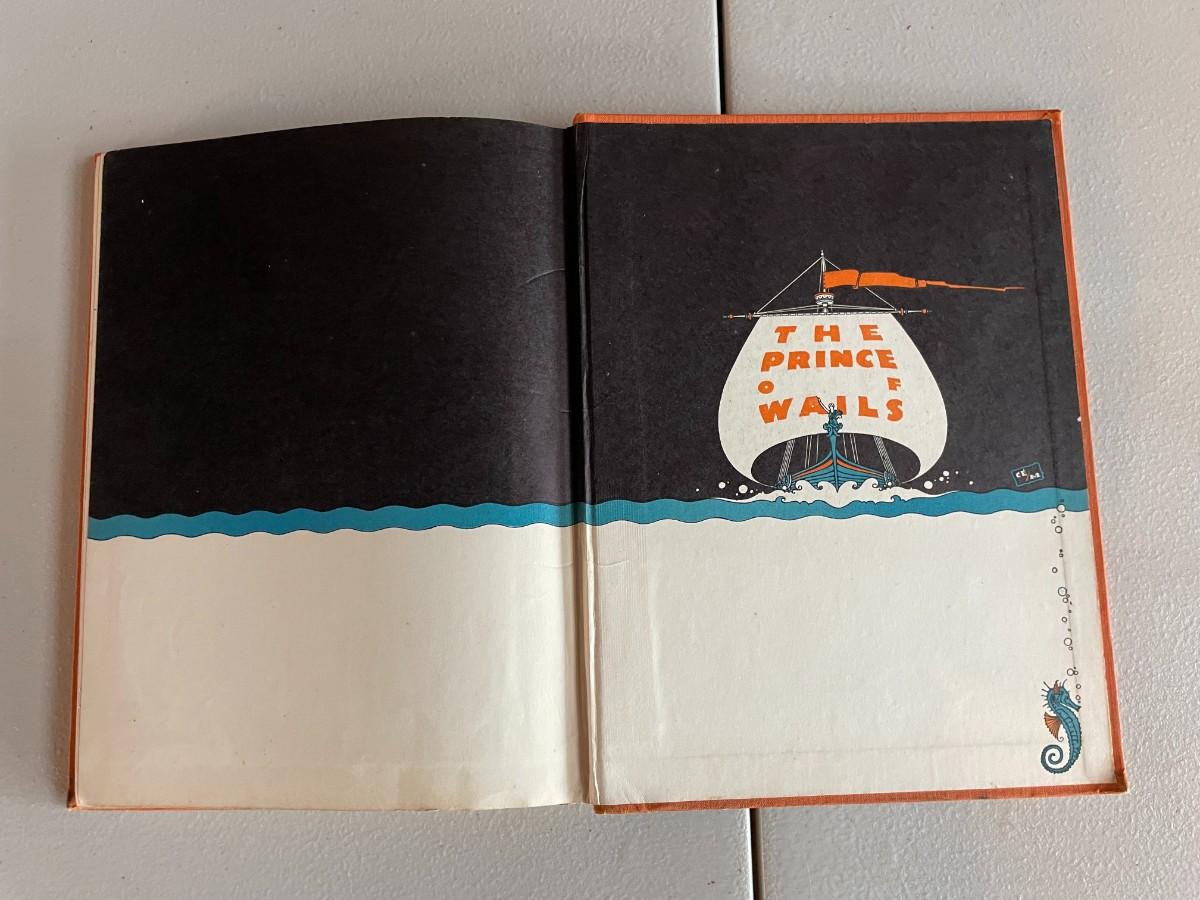 THE
PRINCE
O F
WAILS